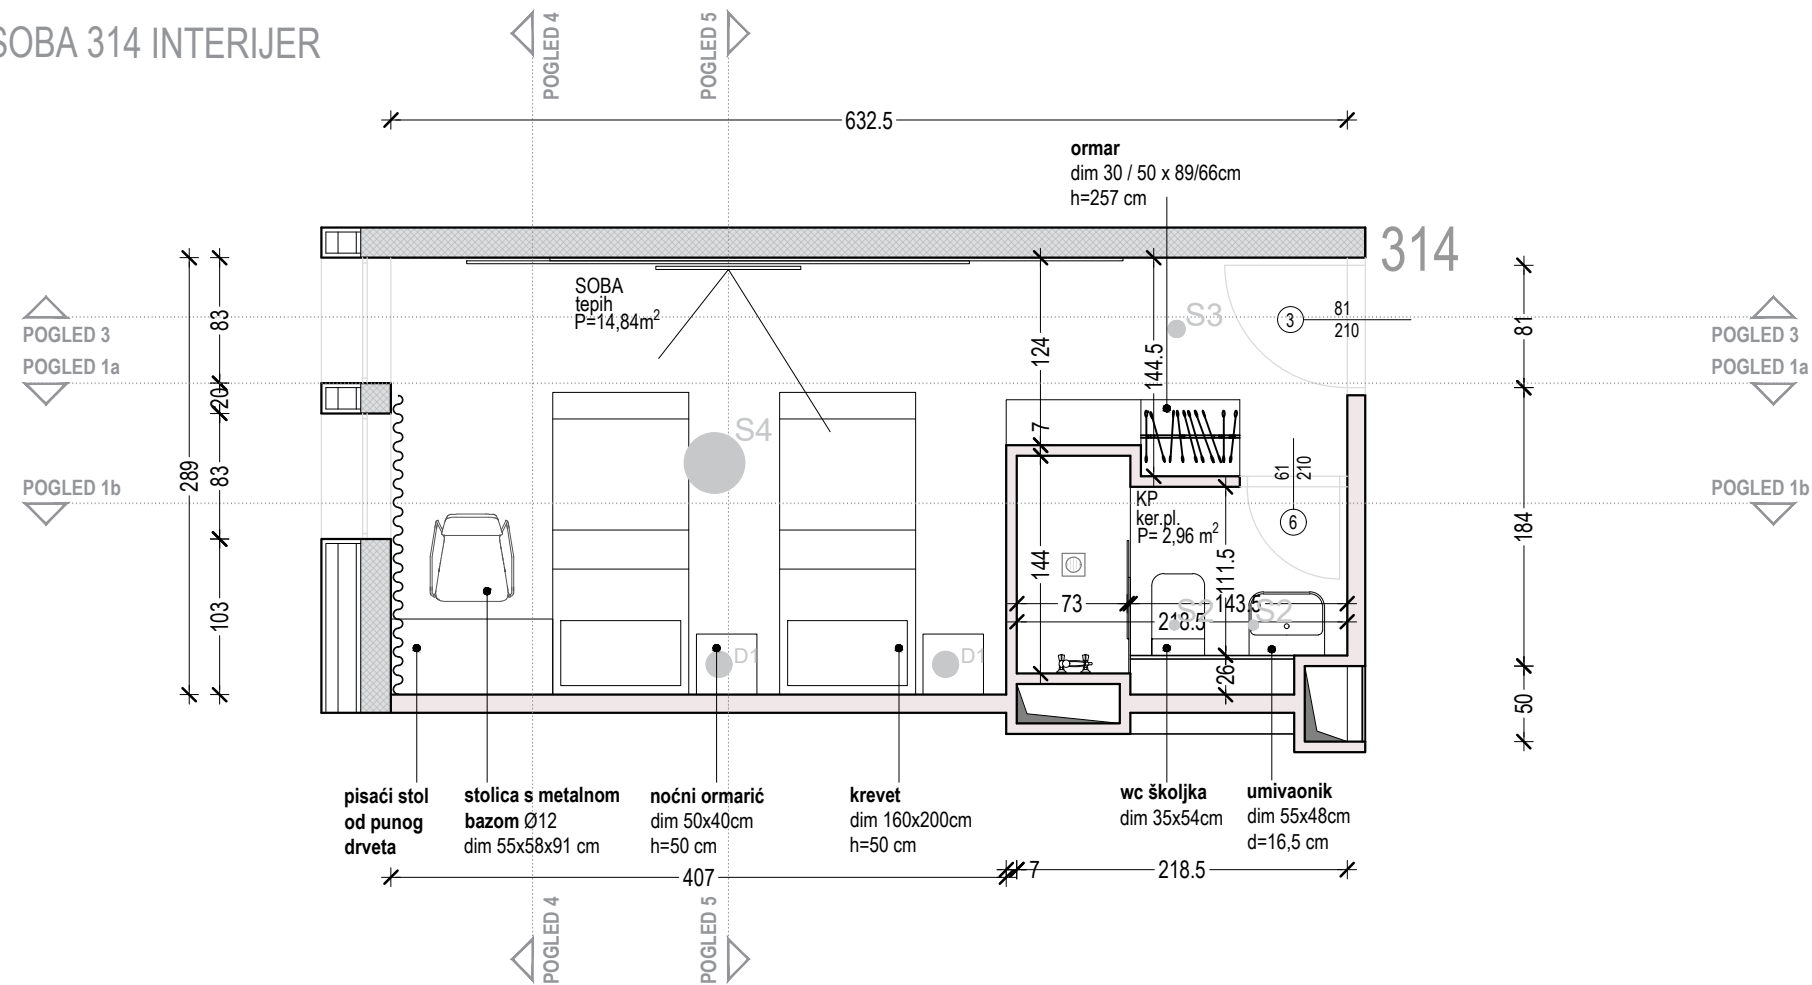 SOBA 314 INTERIJER
POGLED 4
POGLED 5
632.5
ormar
dim 30 / 50 x 89/66cm
h=257 cm
314
SOBA
tepih
P=14,84m²
S3
3
81
210
81
POGLED 3
POGLED 1a
POGLED 1b
289
83
20
83
103
124
144.5
7
S4
POGLED 3
POGLED 1a
POGLED 1b
61
210
6
KP
ker.pl.
P= 2,96 m²
144
111.5
184
73
143.5
S2
S2
218.5
26
50
D1
D1
pisaći stol
od punog
drveta
stolica s metalnom
bazom Ø12
dim 55x58x91 cm
noćni ormarić
dim 50x40cm
h=50 cm
krevet
dim 160x200cm
h=50 cm
wc školjka
dim 35x54cm
umivaonik
dim 55x48cm
d=16,5 cm
407
7
218.5
POGLED 4
POGLED 5